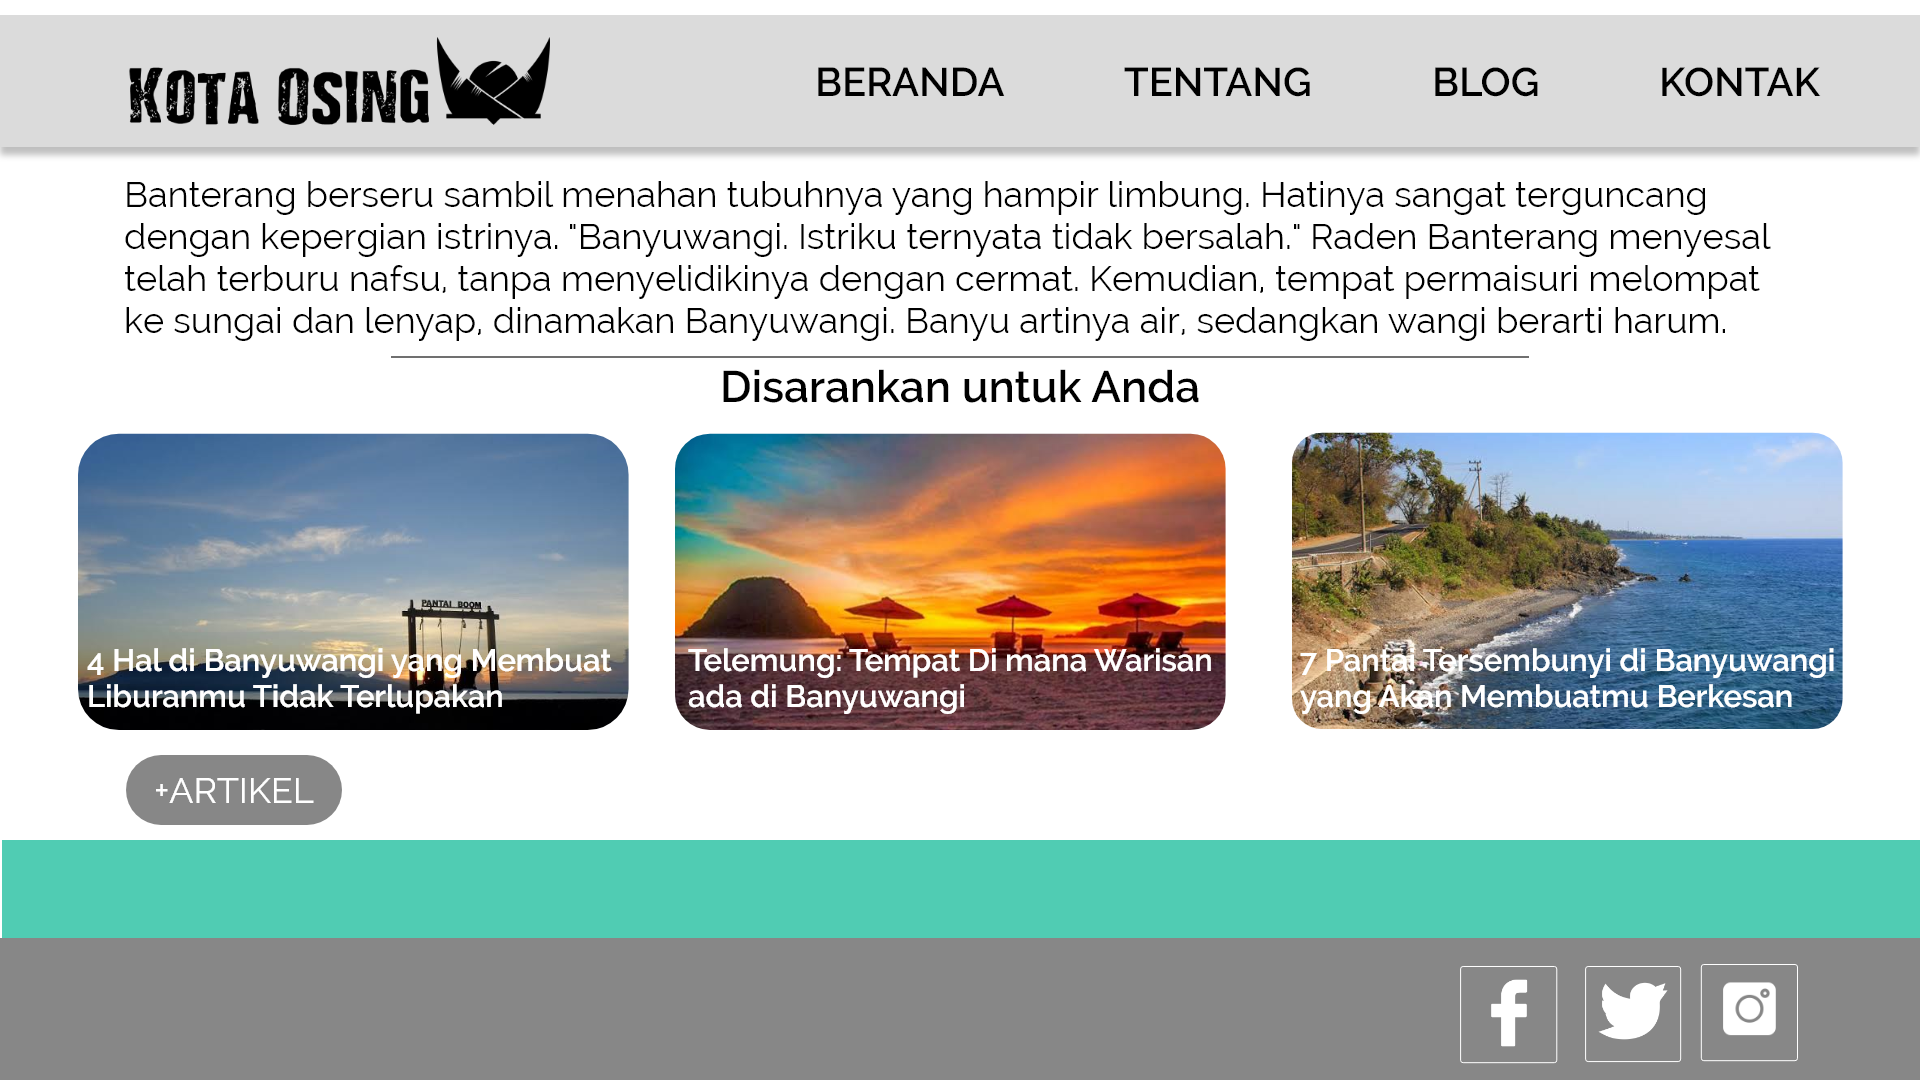 KOTA OSING
BERANDA
TENTANG
BLOG
KONTAK
Banterang berseru sambil menahan tubuhnya yang hampir limbung. Hatinya sangat terguncang
dengan kepergian istrinya. "Banyuwangi. Istriku ternyata tidak bersalah." Raden Banterang menyesal
telah terburu nafsu, tanpa menyelidikinya dengan cermat. Kemudian, tempat permaisuri melompat
ke sungai dan lenyap, dinamakan Banyuwangi. Banyu artinya air, sedangkan wangi berarti harum.
Disarankan untuk Anda
PANTAI BOOM
4 Hal di Banyuwangi yang Membuat
Liburanmu Tidak Terlupakan
Telemung: Tempat Di mana Warisan
ada di Banyuwangi
7 Pantai Tersembunyi di Banyuwangi
yang Akan Membuatmu Berkesan
+ARTIKEL